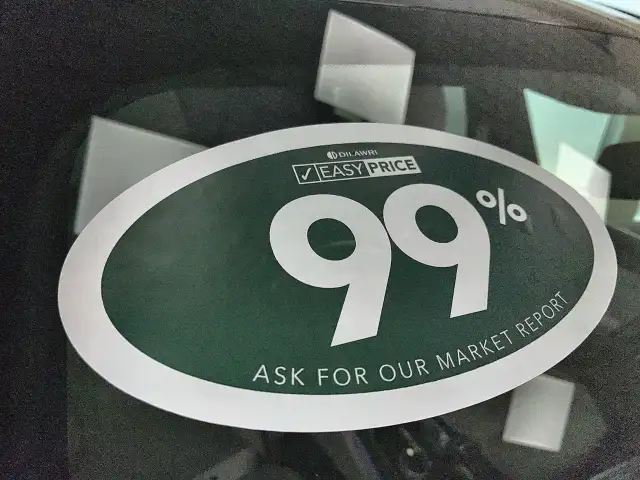 DILAWRI
✓ EASY PRICE
99%
ASK FOR OUR MARKET REPORT